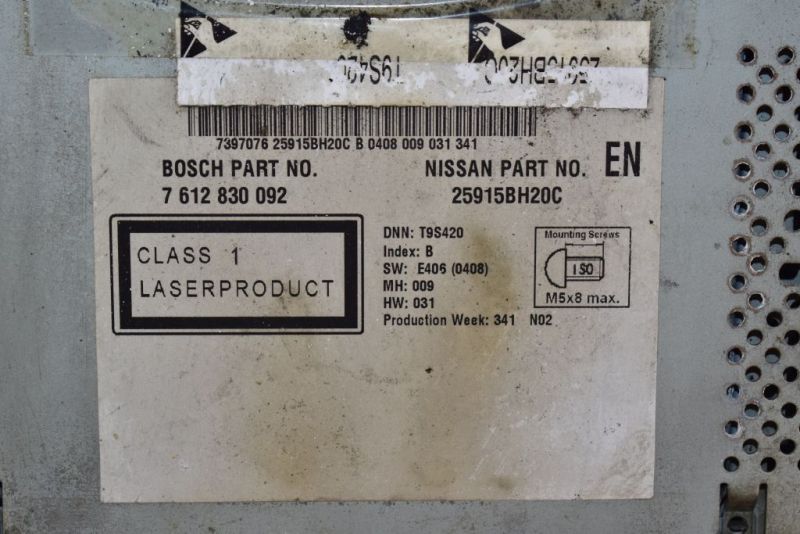 T9S420
25915BH20C
7397076 25915BH20C B 0408 009 031 341
BOSCH PART NO.
7 612 830 092
NISSAN PART NO.
25915BH20C
EN
CLASS 1
LASERPRODUCT
DNN: T9S420
Index: B
SW: E406 (0408)
MH: 009
HW: 031
Production Week: 341 N02
Mounting Screws
ISO
M5x8 max.